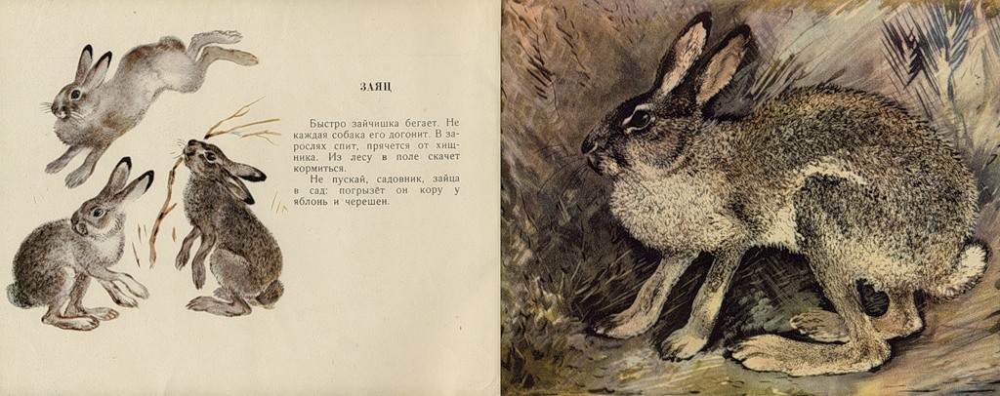 ЗАЯЦ
Быстро зайчишка бегает. Не
каждая собака его догонит. В за-
рослях спит, прячется от хищ-
ника. Из лесу в поле скачет
кормиться.
Не пускай, садовник, зайца
в сад: погрызёт он кору у
яблонь и черешен.